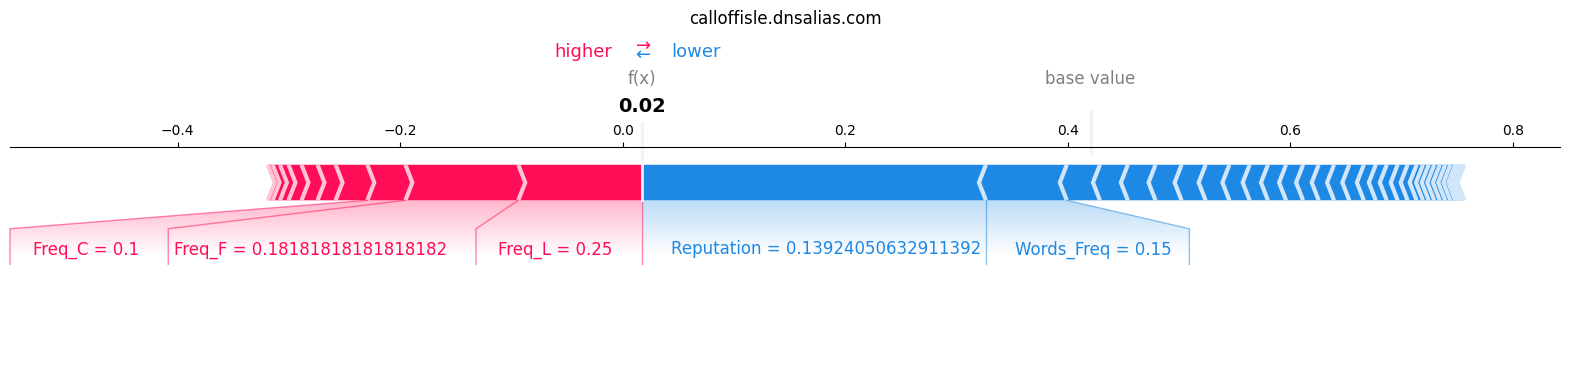 calloffisle.dnsalias.com
higher ⇄ lower
f(x) base value
0.02
−0.4 −0.2 0.0 0.2 0.4 0.6 0.8
Freq_C = 0.1 Freq_F = 0.18181818181818182 Freq_L = 0.25 Reputation = 0.13924050632911392 Words_Freq = 0.15